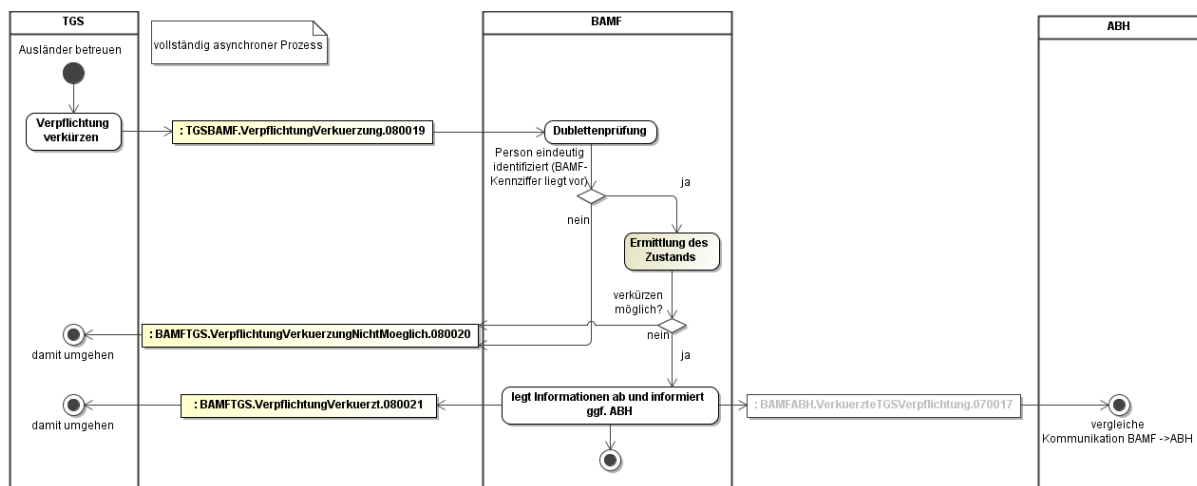 TGS
BAMF
ABH
vollständig asynchroner Prozess
Ausländer betreuen
Verpflichtung
verkürzen
: TGSBAMF.VerpflichtungVerkuerzung.080019
Dublettenprüfung
Person eindeutig
identifiziert (BAMF-
Kennziffer liegt vor)
ja
nein
Ermittlung des
Zustands
verkürzen
möglich?
nein
ja
: BAMFTGS.VerpflichtungVerkuerzungNichtMoeglich.080020
damit umgehen
: BAMFTGS.VerpflichtungVerkuerzt.080021
damit umgehen
legt Informationen ab und informiert
ggf. ABH
: BAMFABH.VerkuerzteTGSVerpflichtung.070017
vergleiche
Kommunikation BAMF ->ABH